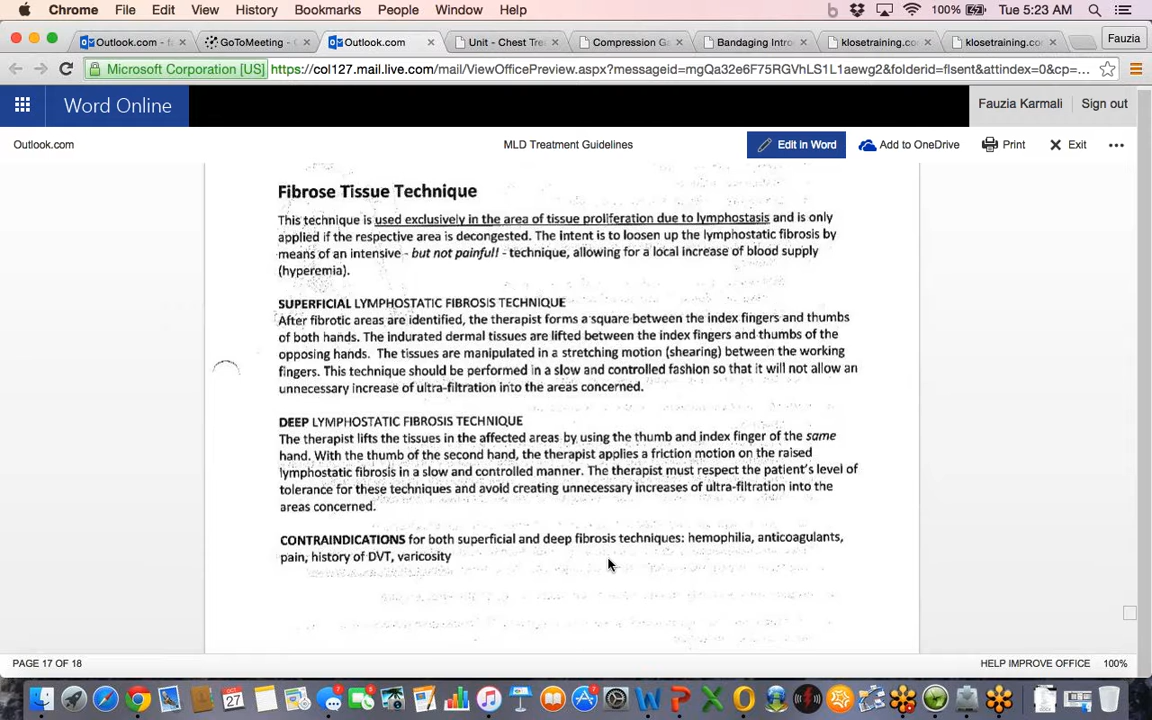 Chrome File Edit View History Bookmarks People Window Help 100% Tue 5:23 AM
Outlook.com - f GoToMeeting - C Outlook.com Unit - Chest Tre Compression Ga Bandaging Intro klosetraining.co klosetraining.co Fauzia
Microsoft Corporation [US] https://col127.mail.live.com/mail/ViewOfficePreview.aspx?messageid=mgQa32e6F75RGVhLS1L1aewg2&folderid=flsent&attindex=0&cp=...
Word Online Fauzia Karmali Sign out
Outlook.com MLD Treatment Guidelines Edit in Word Add to OneDrive Print Exit
Fibrose Tissue Technique
This technique is used exclusively in the area of tissue proliferation due to lymphostasis and is only
applied if the respective area is decongested. The intent is to loosen up the lymphostatic fibrosis by
means of an intensive - but not painful! - technique, allowing for a local increase of blood supply
(hyperemia).
SUPERFICIAL LYMPHOSTATIC FIBROSIS TECHNIQUE
After fibrotic areas are identified, the therapist forms a square between the index fingers and thumbs
of both hands. The indurated dermal tissues are lifted between the index fingers and thumbs of the
opposing hands. The tissues are manipulated in a stretching motion (shearing) between the working
fingers. This technique should be performed in a slow and controlled fashion so that it will not allow an
unnecessary increase of ultra-filtration into the areas concerned.
DEEP LYMPHOSTATIC FIBROSIS TECHNIQUE
The therapist lifts the tissues in the affected areas by using the thumb and index finger of the same
hand. With the thumb of the second hand, the therapist applies a friction motion on the raised
lymphostatic fibrosis in a slow and controlled manner. The therapist must respect the patient's level of
tolerance for these techniques and avoid creating unnecessary increases of ultra-filtration into the
areas concerned.
CONTRAINDICATIONS for both superficial and deep fibrosis techniques: hemophilia, anticoagulants,
pain, history of DVT, varicosity
PAGE 17 OF 18 HELP IMPROVE OFFICE 100%